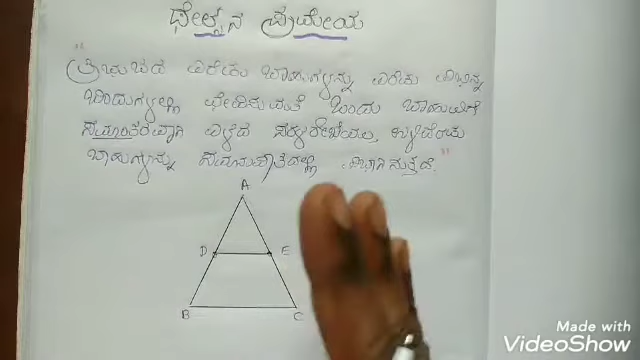 ಥೇಲ್ಸ್‌ನ ಪ್ರಮೇಯ
"ತ್ರಿಭುಜದ ಎರಡು ಬಾಹುಗಳನ್ನು ಎರಡು ವಿಭಿನ್ನ
ಬಿಂದುಗಳಲ್ಲಿ ಛೇದಿಸುವಂತೆ ಒಂದು ಬಾಹುವಿಗೆ
ಸಮಾಂತರವಾಗಿ ಎಳೆದ ಸರಳರೇಖೆಯು ಉಳಿದೆರಡು
ಬಾಹುಗಳನ್ನು ಸಮಾನುಪಾತದಲ್ಲಿ ವಿಭಾಗಿಸುತ್ತದೆ."
A
D E
B C
Made with
VideoShow